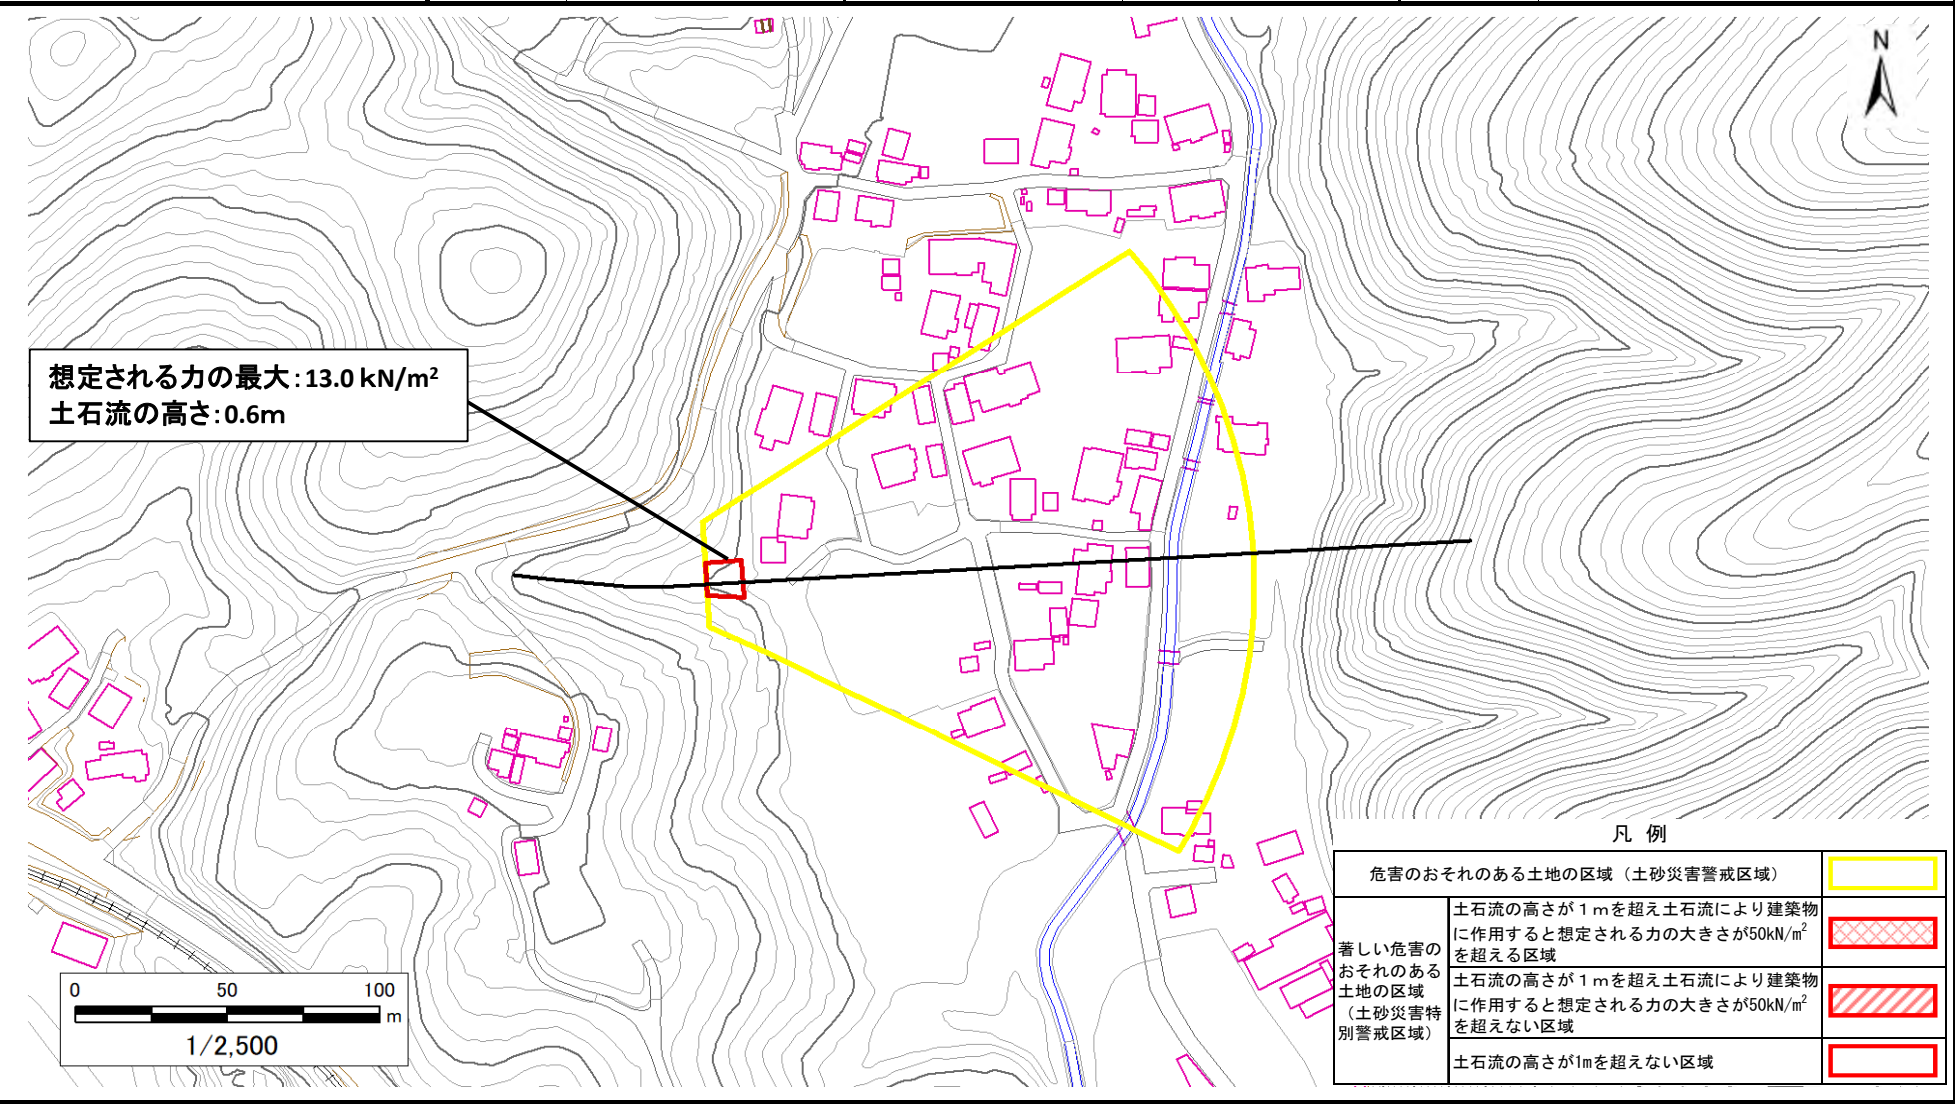 N
想定される力の最大：13.0 kN/m²
土石流の高さ：0.6m
凡 例
危害のおそれのある土地の区域（土砂災害警戒区域）
著しい危害の
おそれのある
土地の区域
（土砂災害特
別警戒区域）
土石流の高さが１ｍを超え土石流により建築物
に作用すると想定される力の大きさが50kN/㎡
を超える区域
土石流の高さが１ｍを超え土石流により建築物
に作用すると想定される力の大きさが50kN/㎡
を超えない区域
土石流の高さが1mを超えない区域
0 50 100
m
1/2,500